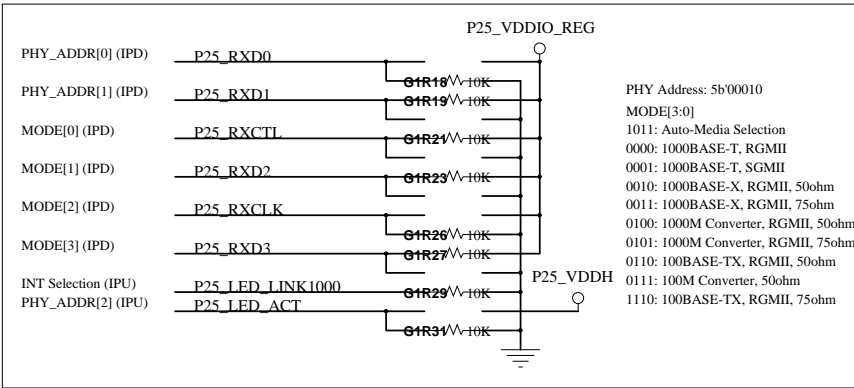 P25_VDDIO_REG
PHY_ADDR[0] (IPD) P25_RXD0
G1R18 10K
PHY_ADDR[1] (IPD) P25_RXD1
G1R19 10K
MODE[0] (IPD) P25_RXCTL
G1R21 10K
MODE[1] (IPD) P25_RXD2
G1R23 10K
MODE[2] (IPD) P25_RXCLK
G1R26 10K
MODE[3] (IPD) P25_RXD3
G1R27 10K
P25_VDDH
INT Selection (IPU) P25_LED_LINK1000
G1R29 10K
PHY_ADDR[2] (IPU) P25_LED_ACT
G1R31 10K
PHY Address: 5b'00010
MODE[3:0]
1011: Auto-Media Selection
0000: 1000BASE-T, RGMII
0001: 1000BASE-T, SGMII
0010: 1000BASE-X, RGMII, 50ohm
0011: 1000BASE-X, RGMII, 75ohm
0100: 1000M Converter, RGMII, 50ohm
0101: 1000M Converter, RGMII, 75ohm
0110: 100BASE-TX, RGMII, 50ohm
0111: 100M Converter, 50ohm
1110: 100BASE-TX, RGMII, 75ohm